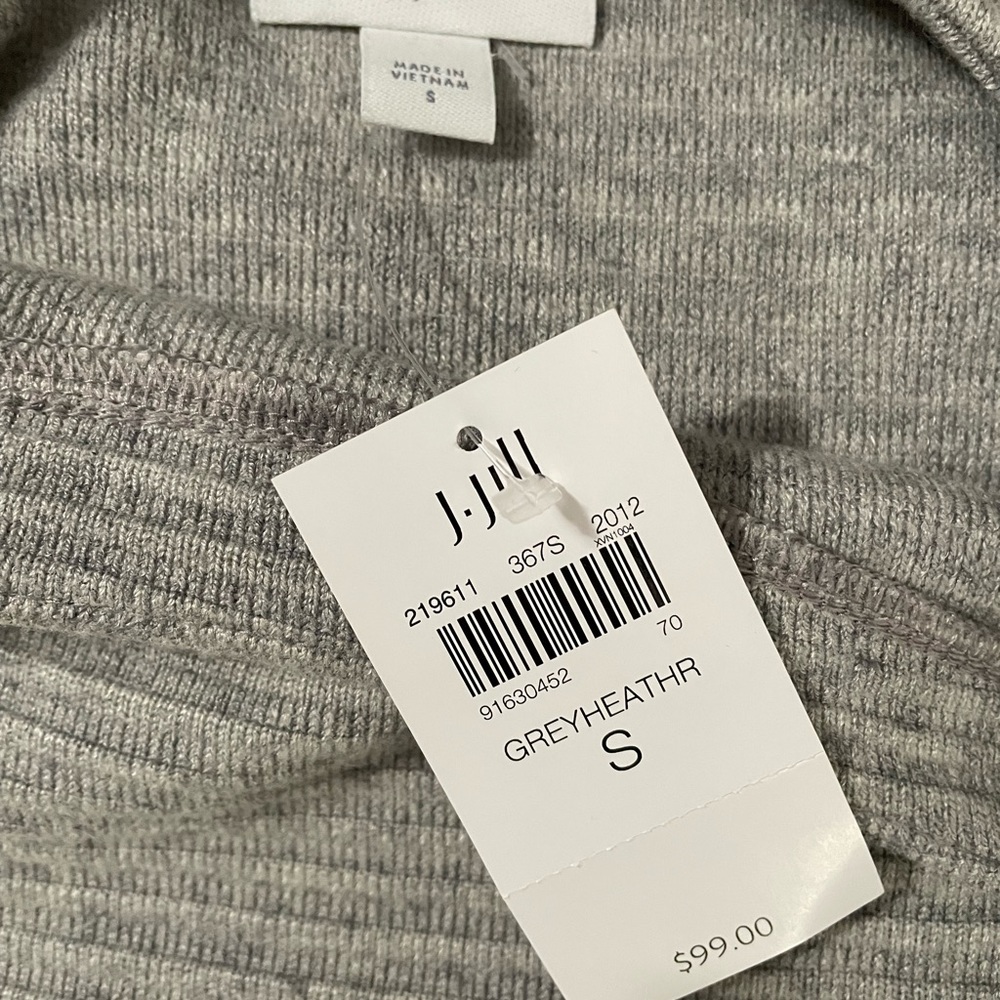 MADE IN
VIETNAM
S
J.Jill
219611 367S 2012
XVN1004
91630452 70
GREYHEATHR
S
$99.00